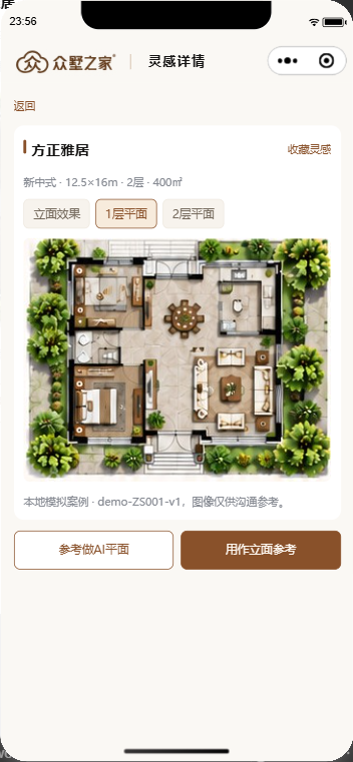 居
23:56
众墅之家
灵感详情
返回
方正雅居
收藏灵感
新中式 · 12.5×16m · 2层 · 400㎡
立面效果
1层平面
2层平面
本地模拟案例 · demo-ZS001-v1，图像仅供沟通参考。
参考做AI平面
用作立面参考